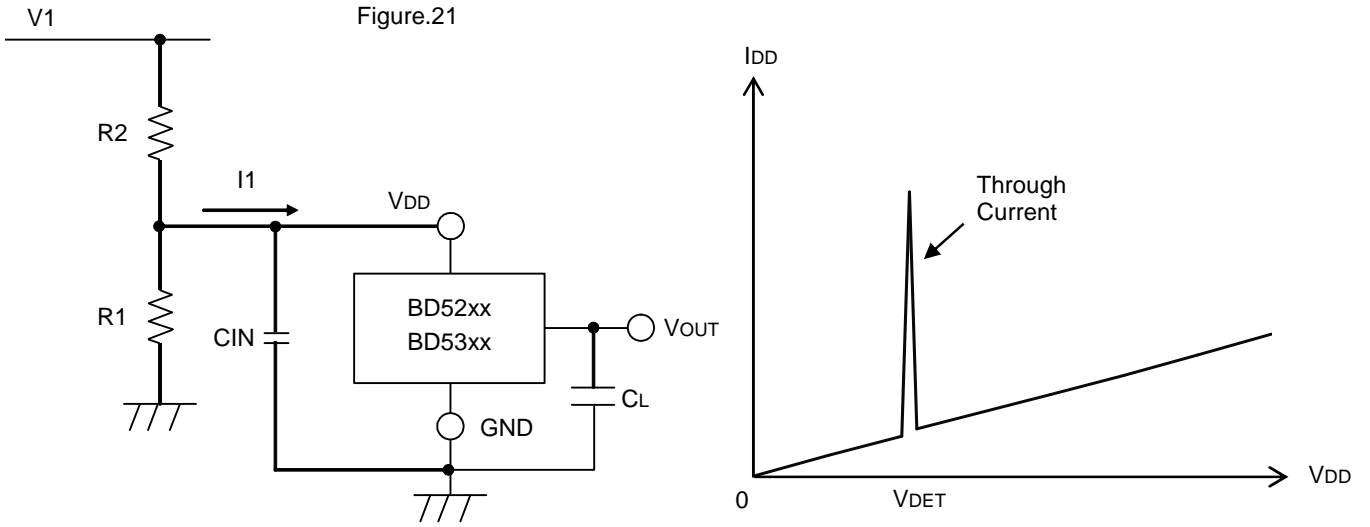 Figure.21
V1
R2
I1
VDD
R1
CIN
BD52xx
BD53xx
VOUT
CL
GND
IDD
Through
Current
0
VDET
VDD